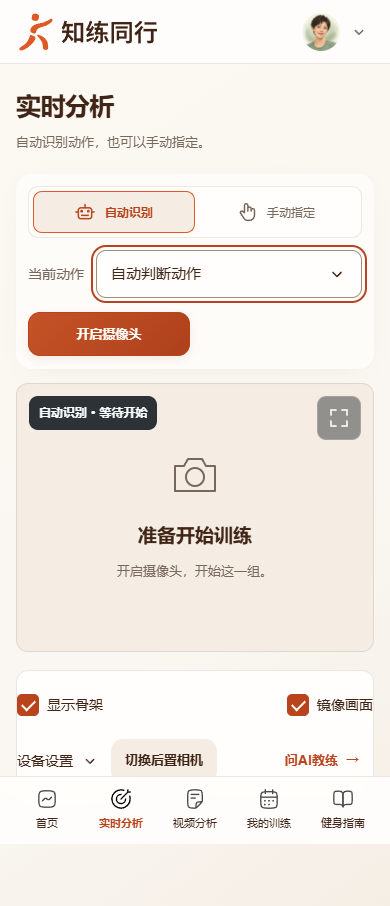 知练同行
实时分析
自动识别动作，也可以手动指定。
自动识别
手动指定
当前动作
自动判断动作
开启摄像头
自动识别 • 等待开始
准备开始训练
开启摄像头，开始这一组。
显示骨架
镜像画面
设备设置
切换后置相机
问AI教练 →
首页
实时分析
视频分析
我的训练
健身指南